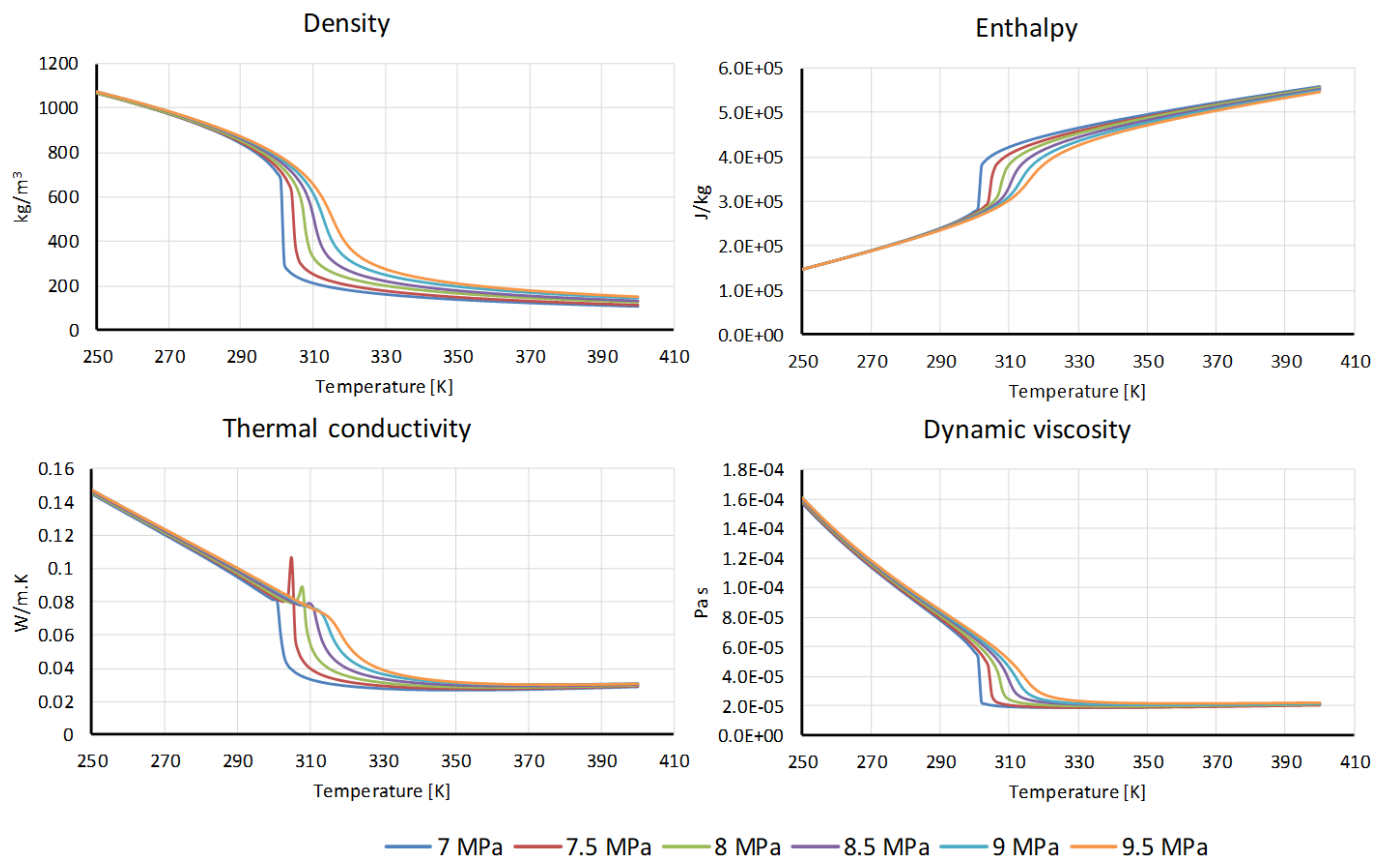 Density
kg/m³
1200
1000
800
600
400
200
0
250 270 290 310 330 350 370 390 410
Temperature [K]
Enthalpy
J/kg
6.0E+05
5.0E+05
4.0E+05
3.0E+05
2.0E+05
1.0E+05
0.0E+00
250 270 290 310 330 350 370 390 410
Temperature [K]
Thermal conductivity
W/m.K
0.16
0.14
0.12
0.1
0.08
0.06
0.04
0.02
0
250 270 290 310 330 350 370 390 410
Temperature [K]
Dynamic viscosity
Pa s
1.8E-04
1.6E-04
1.4E-04
1.2E-04
1.0E-04
8.0E-05
6.0E-05
4.0E-05
2.0E-05
0.0E+00
250 270 290 310 330 350 370 390 410
Temperature [K]
7 MPa 7.5 MPa 8 MPa 8.5 MPa 9 MPa 9.5 MPa